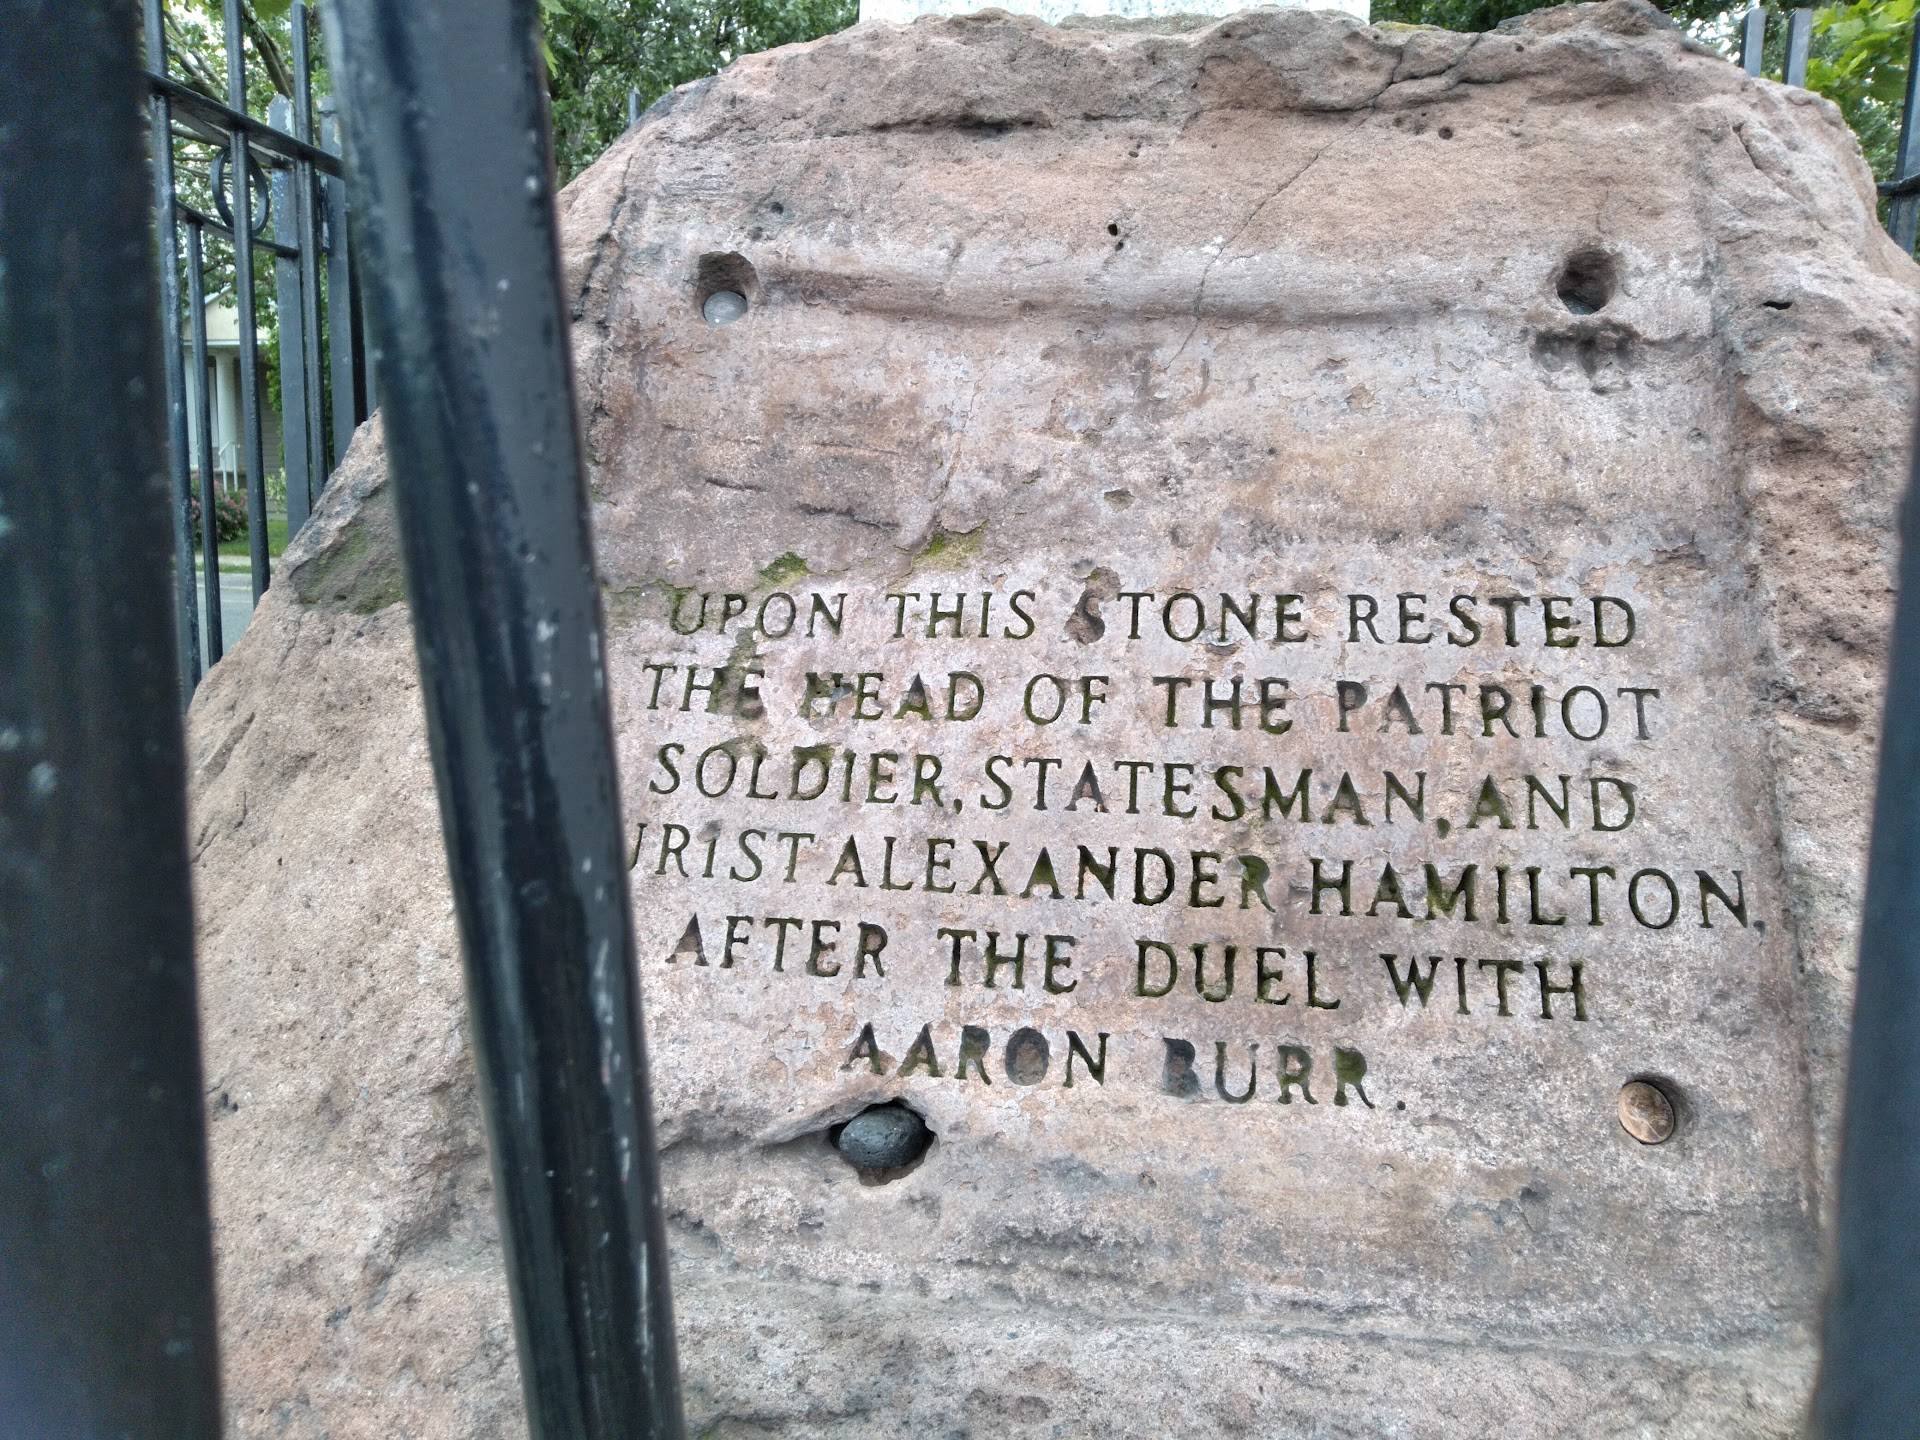 UPON THIS STONE RESTED
THE HEAD OF THE PATRIOT
SOLDIER, STATESMAN, AND
JURIST ALEXANDER HAMILTON,
AFTER THE DUEL WITH
AARON BURR.